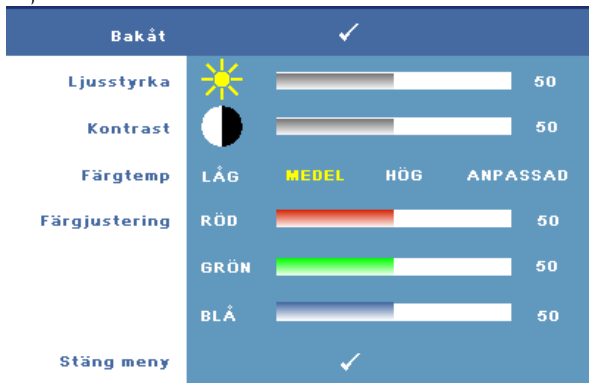 Bakåt
Ljusstyrka 50
Kontrast 50
Färgtemp LÅG MEDEL HÖG ANPASSAD
Färgjustering RÖD 50
GRÖN 50
BLÅ 50
Stäng meny